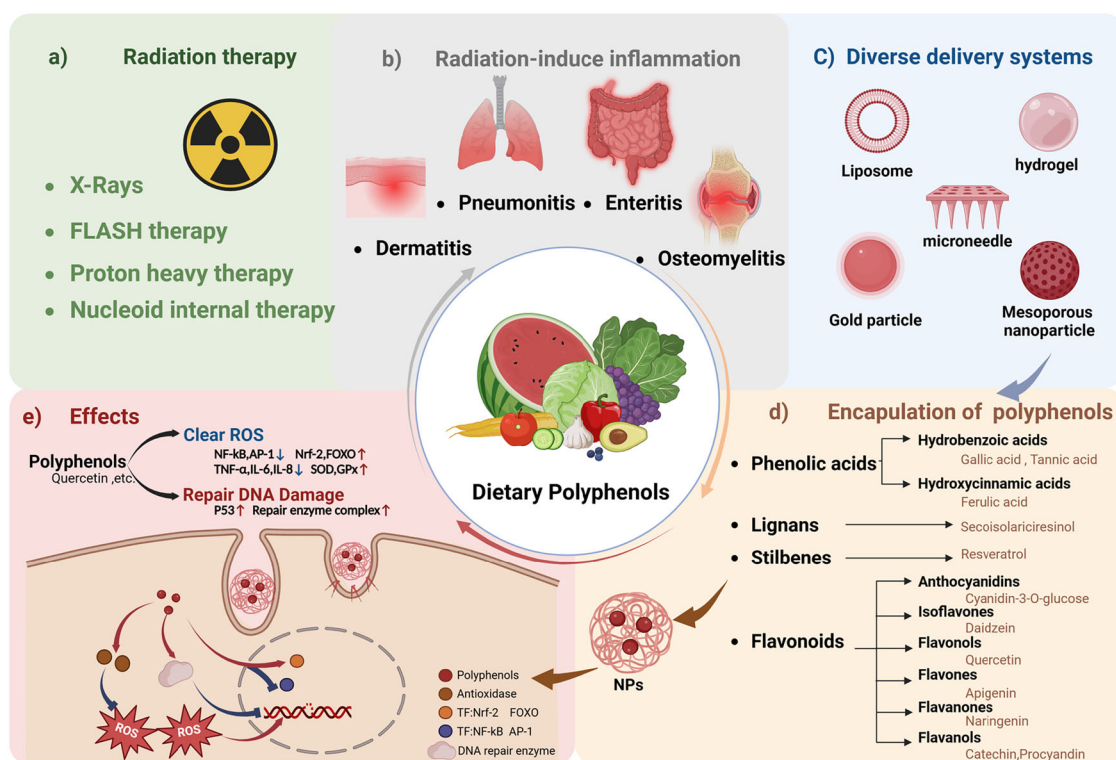 a) Radiation therapy
• X-Rays
• FLASH therapy
• Proton heavy therapy
• Nucleoid internal therapy
b) Radiation-induce inflammation
• Pneumonitis
• Enteritis
• Dermatitis
• Osteomyelitis
C) Diverse delivery systems
Liposome
hydrogel
microneedle
Gold particle
Mesoporous
nanoparticle
Dietary Polyphenols
d) Encapulation of polyphenols
• Phenolic acids
Hydrobenzoic acids
Gallic acid , Tannic acid
Hydroxycinnamic acids
Ferulic acid
• Lignans
Secoisolariciresinol
• Stilbenes
Resveratrol
• Flavonoids
Anthocyanidins
Cyanidin-3-O-glucose
Isoflavones
Daidzein
Flavonols
Quercetin
Flavones
Apigenin
Flavanones
Naringenin
Flavanols
Catechin,Procyandin
NPs
e) Effects
Polyphenols
Quercetin ,etc.
Clear ROS
NF-kB,AP-1↓ Nrf-2,FOXO↑
TNF-α,IL-6,IL-8↓ SOD,GPx↑
Repair DNA Damage
P53↑ Repair enzyme complex↑
ROS
ROS
Polyphenols
Antioxidase
TF:Nrf-2 FOXO
TF:NF-kB AP-1
DNA repair enzyme